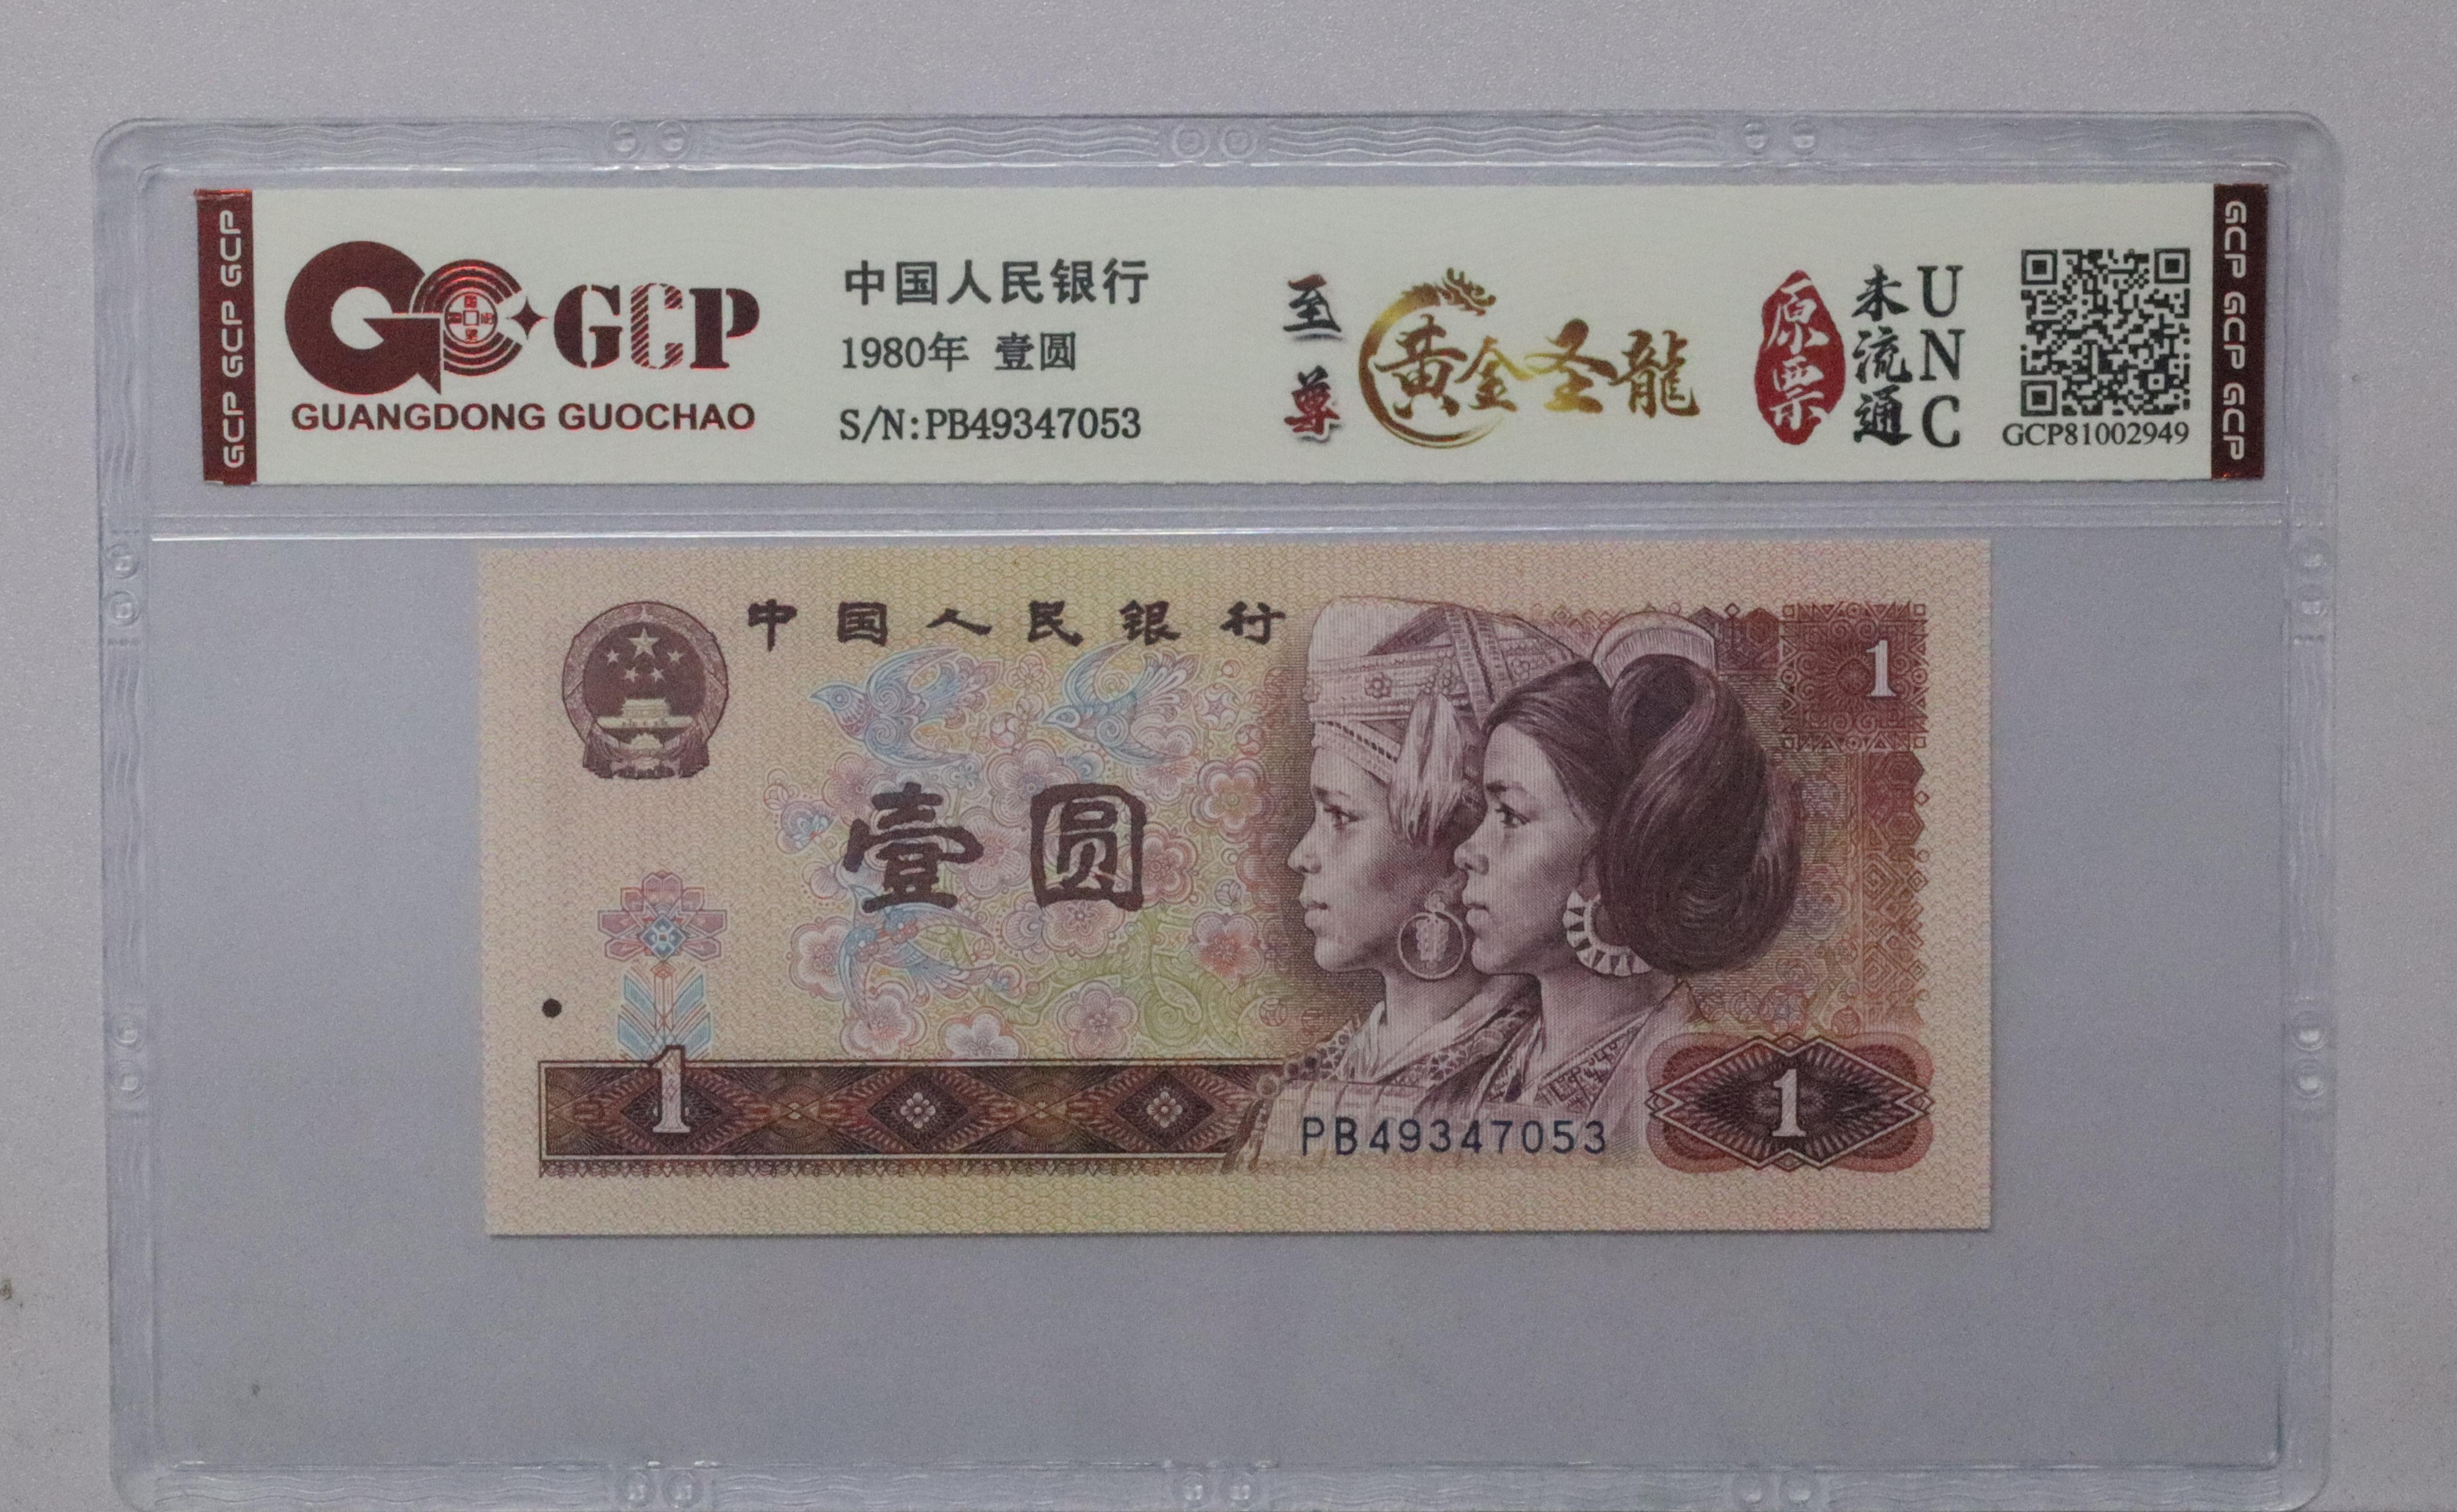 GCP GCP GCP
GCP
GUANGDONG GUOCHAO
中国人民银行
1980年 壹圆
S/N:PB49347053
至尊
黄金圣龍
原票
未流通
UNC
GCP81002949
GCP GCP GCP
中国人民银行
1
壹圆
1
PB49347053
1